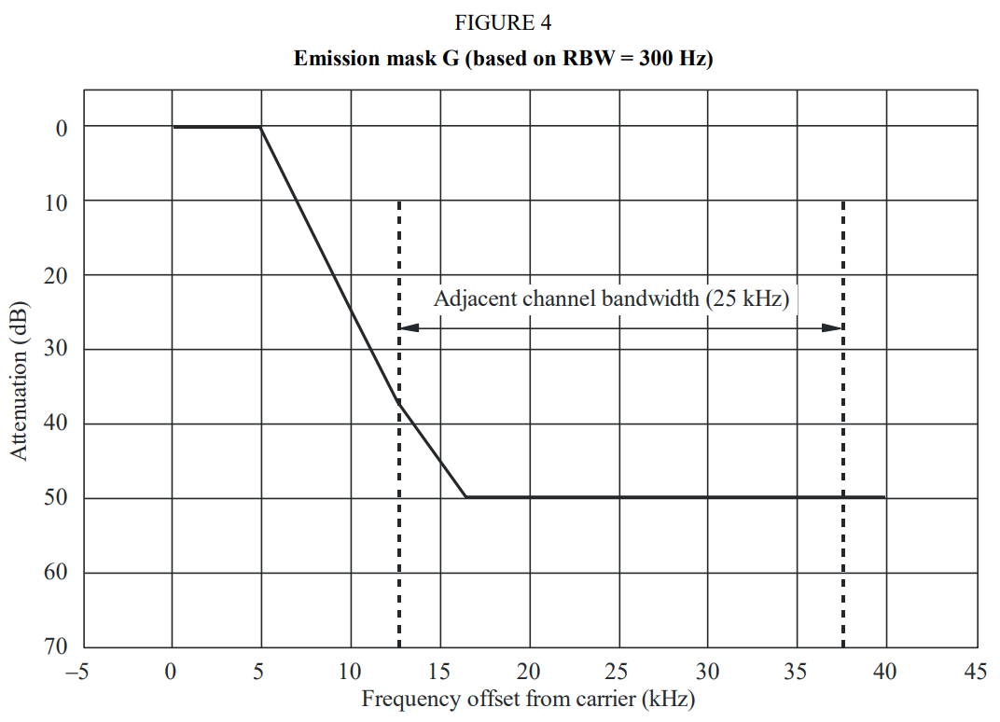 FIGURE 4
Emission mask G (based on RBW = 300 Hz)
Attenuation (dB)
0
10
20
30
40
50
60
70
Adjacent channel bandwidth (25 kHz)
–5 0 5 10 15 20 25 30 35 40 45
Frequency offset from carrier (kHz)